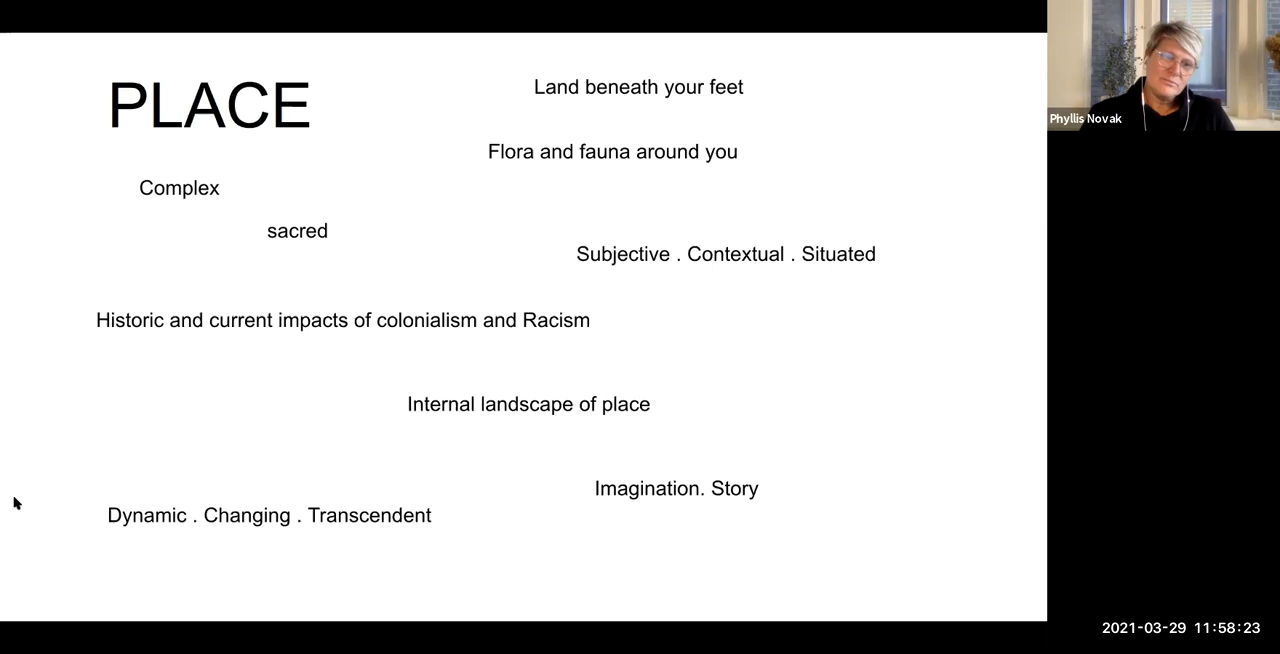 PLACE
Land beneath your feet
Flora and fauna around you
Complex
sacred
Subjective . Contextual . Situated
Historic and current impacts of colonialism and Racism
Internal landscape of place
Imagination. Story
Dynamic . Changing . Transcendent
Phyllis Novak
2021-03-29 11:58:23